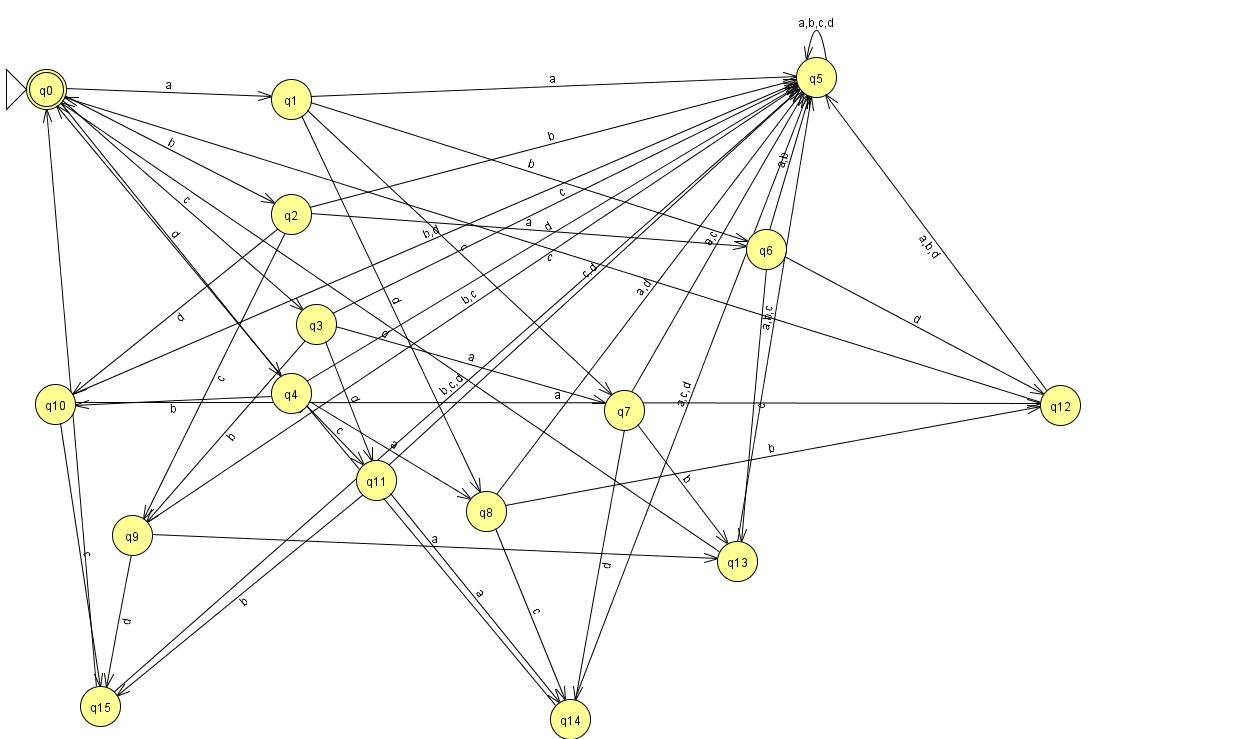 a,b,c,d
q5
a
q0
a
q1
b
b
a,b
b
c
c
q2
a
d
b,d
c
a,c
d
q6
a,b,d
c
c,d
a,d
b,c
d
d
a,b,c
d
q3
d
a
c
b,c,d
q4
a
a,c,d
d
q10
b
c
q7
q12
b
c
a
b
q11
b
q8
q9
a
c
q13
d
a
b
c
d
q15
q14